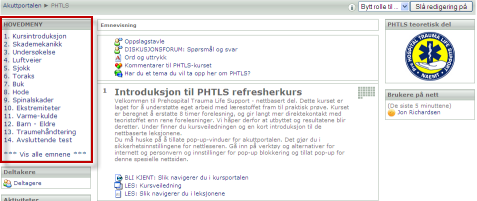 Akuttportalen ► PHTLS
Bytt rolle til ...
Slå redigering på
HOVEDMENY
1. Kursintroduksjon
2. Skademekanikk
3. Undersøkelse
4. Luftveier
5. Sjokk
6. Toraks
7. Buk
8. Hode
9. Spinalskader
10. Ekstremiteter
11. Varme-kulde
12. Barn - Eldre
13. Traumehåndtering
14. Avsluttende test
*** Vis alle emnene ***
Deltakere
Deltagere
Aktiviteter
Emnevisning
Oppslagstavle
DISKUSJONSFORUM: Spørsmål og svar
Ord og uttrykk
Kommentarer til PHTLS-kurset
Har du et tema du vil ta opp her om PHTLS?
1 Introduksjon til PHTLS refresherkurs
Velkommen til Prehospital Trauma Life Support - nettbasert del. Dette kurset er
laget for å understøtte eget arbeid med lærestoffet fram til praktisk prøve. Kurset
er beregnet å erstatte 8 timer forelesning, og gir langt mer direktekontakt med
teoristoffet enn rene forelesninger. Vi håper derfor at utbyttet og resultatene blir
deretter. Under finner du kursveiledningen og en kort introduksjon til de
nettbaserte leksjonene.
Du må huske på å tillate pop-up-vinduer for akuttportalen. Det gjør du i
sikkerhetsinnstillingene for nettleseren. Gå inn på verktøy og alternativer for
internet og personvern og innstillinger for pop-up blokkering og tillat pop-up for
denne spesielle nettsiden.
BLI KJENT: Slik navigerer du i kursportalen
LES: Kursveiledning
LES: Slik navigerer du i leksjonene
PHTLS teoretisk del
Brukere på nett
(De siste 5 minuttene)
Jon Richardsen